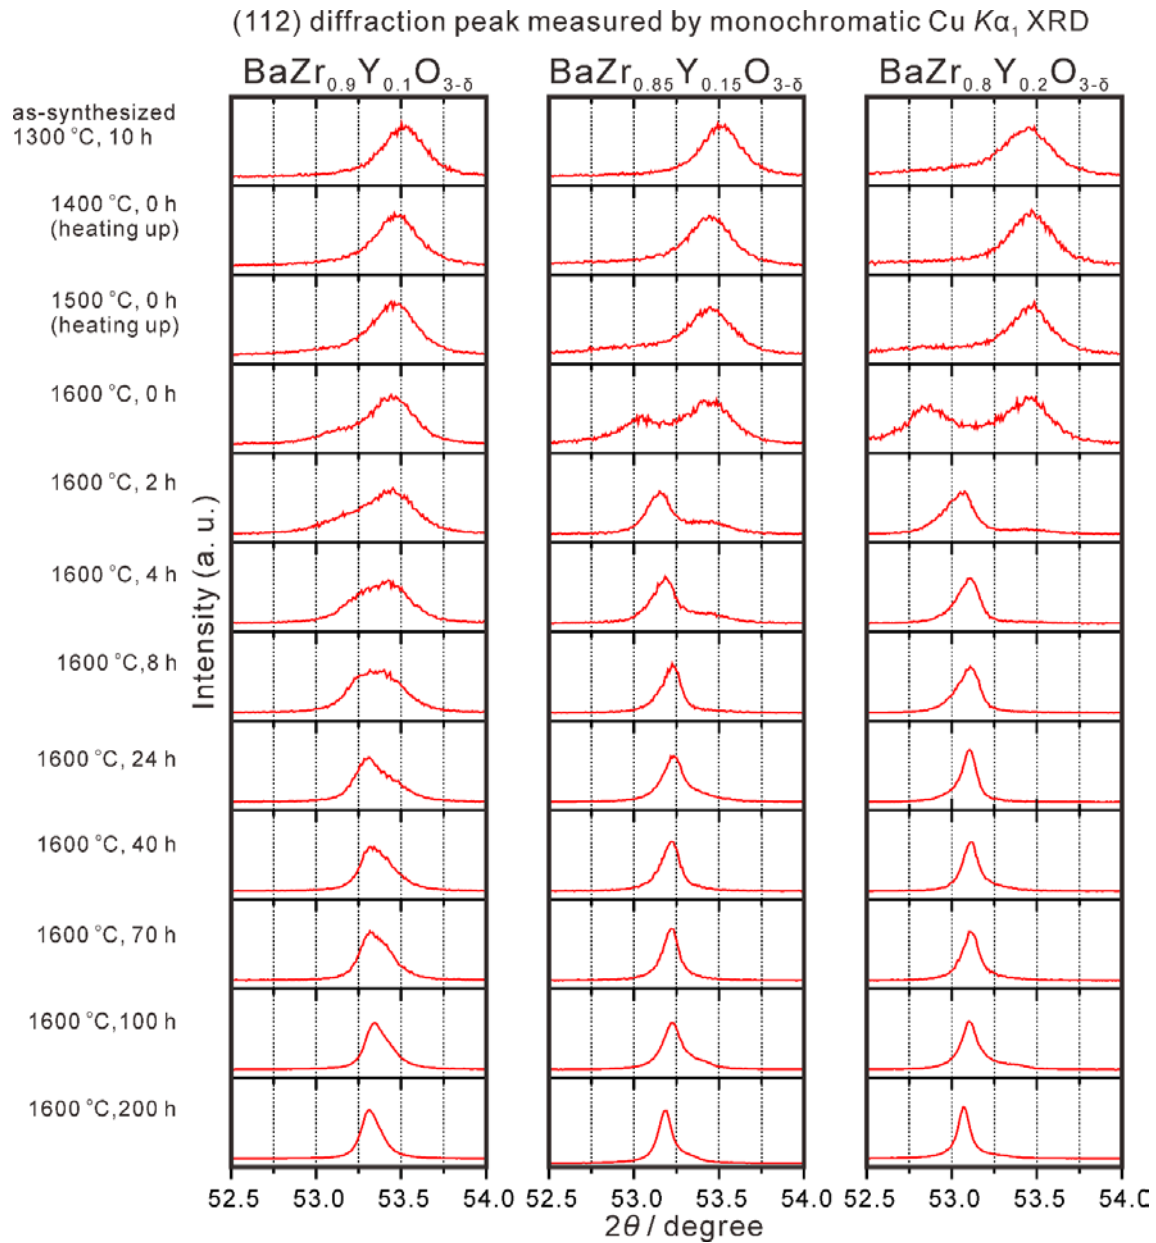 (112) diffraction peak measured by monochromatic Cu Kα₁ XRD
BaZr₀.₉Y₀.₁O₃₋δ BaZr₀.₈₅Y₀.₁₅O₃₋δ BaZr₀.₈Y₀.₂O₃₋δ
as-synthesized
1300 °C, 10 h
1400 °C, 0 h
(heating up)
1500 °C, 0 h
(heating up)
1600 °C, 0 h
1600 °C, 2 h
1600 °C, 4 h
1600 °C,8 h
1600 °C, 24 h
1600 °C, 40 h
1600 °C, 70 h
1600 °C,100 h
1600 °C,200 h
Intensity (a. u.)
52.5 53.0 53.5 54.0 52.5 53.0 53.5 54.0 52.5 53.0 53.5 54.0
2θ / degree